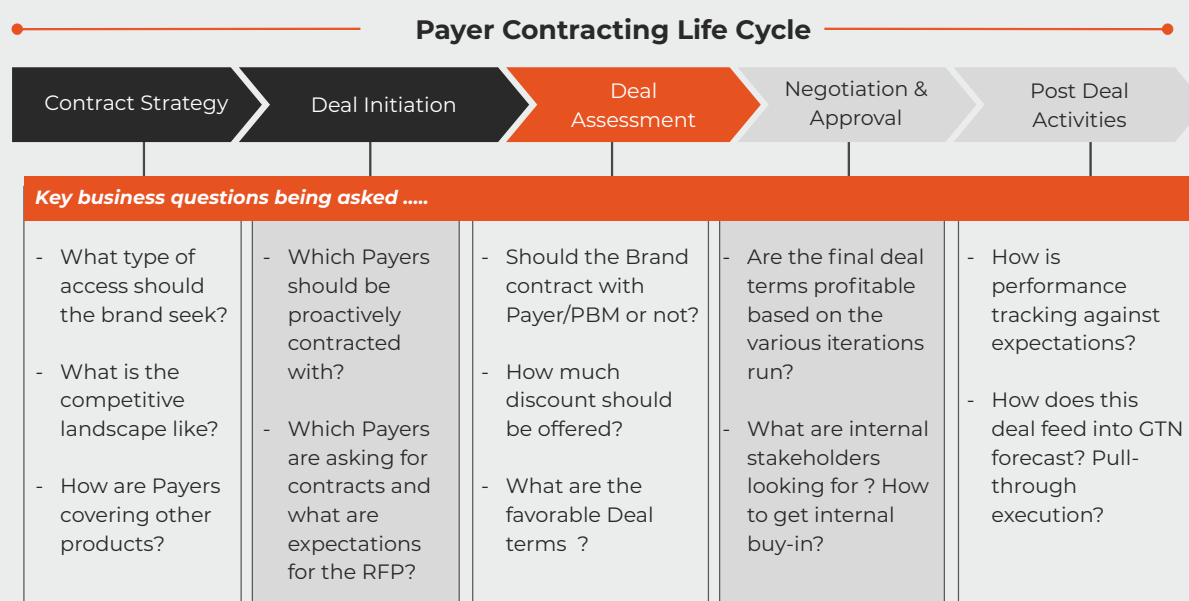 Payer Contracting Life Cycle
Contract Strategy
Deal Initiation
Deal
Assessment
Negotiation &
Approval
Post Deal
Activities
Key business questions being asked .....
- What type of
access should
the brand seek?
- What is the
competitive
landscape like?
- How are Payers
covering other
products?
- Which Payers
should be
proactively
contracted
with?
- Which Payers
are asking for
contracts and
what are
expectations
for the RFP?
- Should the Brand
contract with
Payer/PBM or not?
- How much
discount should
be offered?
- What are the
favorable Deal
terms ?
- Are the final deal
terms profitable
based on the
various iterations
run?
- What are internal
stakeholders
looking for ? How
to get internal
buy-in?
- How is
performance
tracking against
expectations?
- How does this
deal feed into GTN
forecast? Pull-
through
execution?